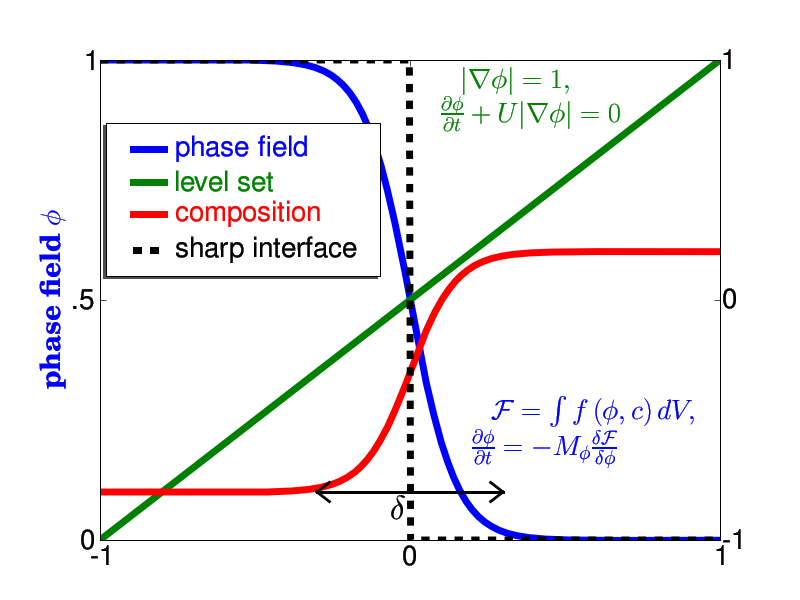 1
1
|∇ϕ| = 1,
∂ϕ/∂t + U|∇ϕ| = 0
phase field
level set
composition
sharp interface
phase field ϕ
.5
0
ℱ = ∫ f (ϕ, c) dV,
∂ϕ/∂t = −M_ϕ δℱ/δϕ
δ
0
-1
-1
0
1